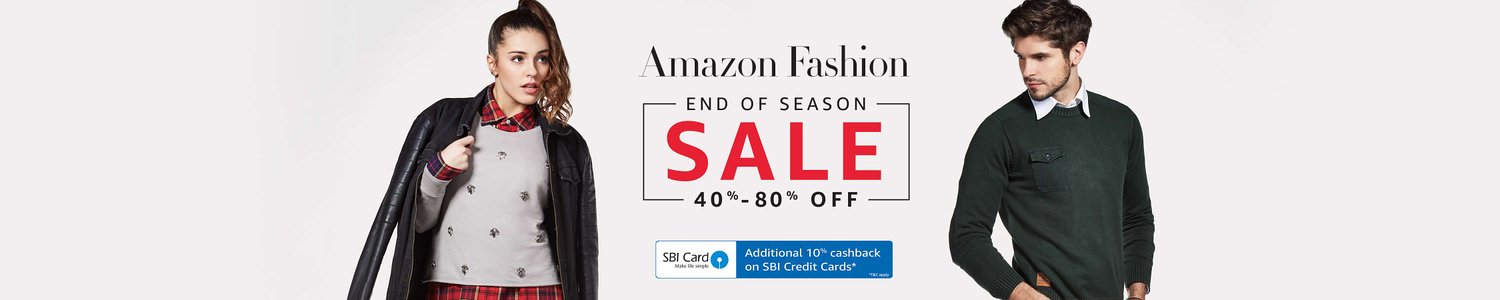 Amazon Fashion
END OF SEASON
SALE
40%-80% OFF
SBI Card
Make life simple
Additional 10% cashback
on SBI Credit Cards*
*T&C apply